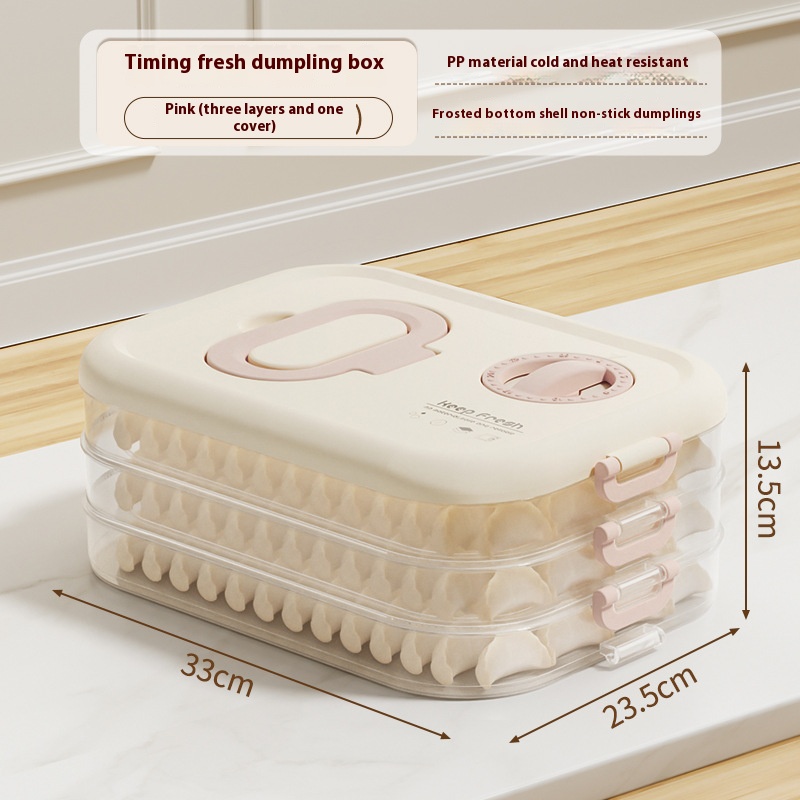 Timing fresh dumpling box
PP material cold and heat resistant
Pink (three layers and one
cover)
Frosted bottom shell non-stick dumplings
Keep Fresh
13.5cm
33cm
23.5cm